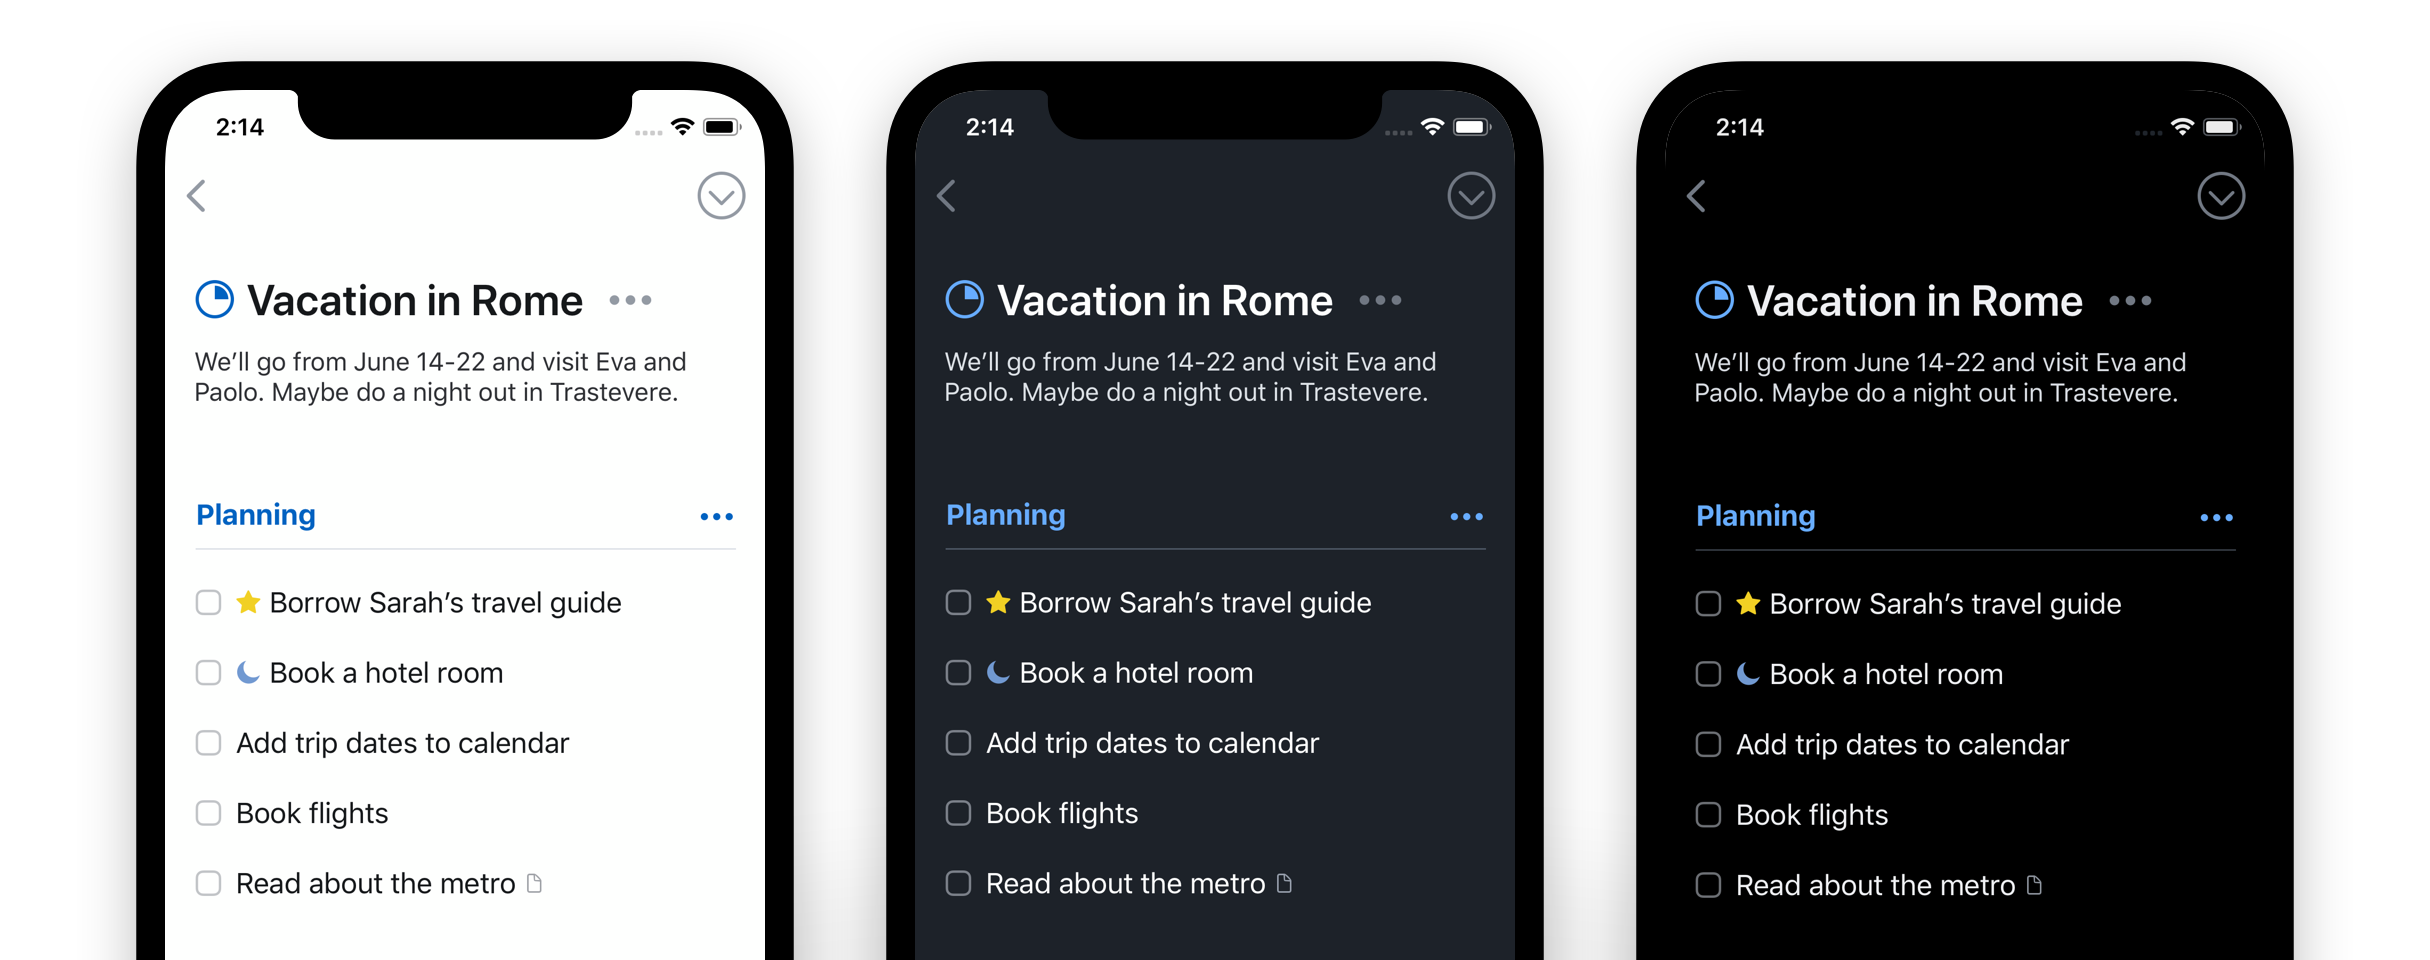 2:14
Vacation in Rome
We’ll go from June 14-22 and visit Eva and
Paolo. Maybe do a night out in Trastevere.
Planning
Borrow Sarah’s travel guide
Book a hotel room
Add trip dates to calendar
Book flights
Read about the metro
2:14
Vacation in Rome
We’ll go from June 14-22 and visit Eva and
Paolo. Maybe do a night out in Trastevere.
Planning
Borrow Sarah’s travel guide
Book a hotel room
Add trip dates to calendar
Book flights
Read about the metro
2:14
Vacation in Rome
We’ll go from June 14-22 and visit Eva and
Paolo. Maybe do a night out in Trastevere.
Planning
Borrow Sarah’s travel guide
Book a hotel room
Add trip dates to calendar
Book flights
Read about the metro